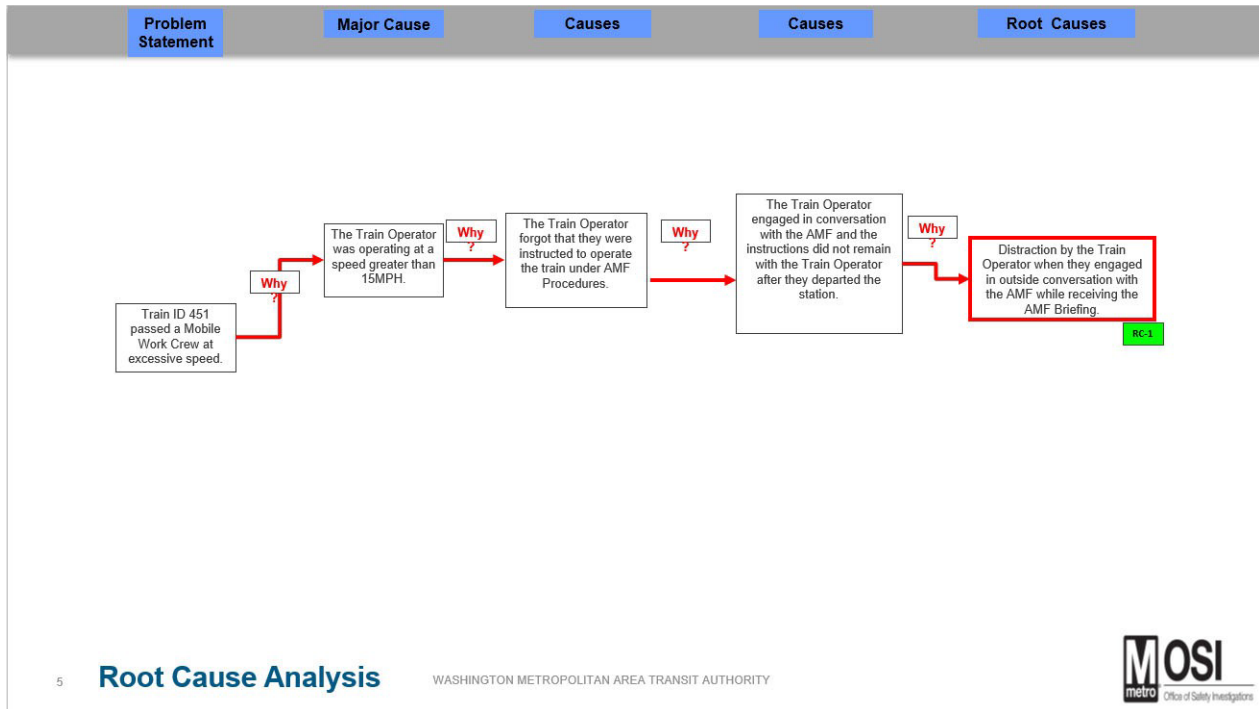 Problem
Statement
Major Cause
Causes
Causes
Root Causes
Train ID 451
passed a Mobile
Work Crew at
excessive speed.
Why
?
The Train Operator
was operating at a
speed greater than
15MPH.
Why
?
The Train Operator
forgot that they were
instructed to operate
the train under AMF
Procedures.
Why
?
The Train Operator
engaged in conversation
with the AMF and the
instructions did not remain
with the Train Operator
after they departed the
station.
Why
?
Distraction by the Train
Operator when they engaged
in outside conversation with
the AMF while receiving the
AMF Briefing.
RC-1
5
Root Cause Analysis
WASHINGTON METROPOLITAN AREA TRANSIT AUTHORITY
M
metro
OSI
Office of Safety Investigations